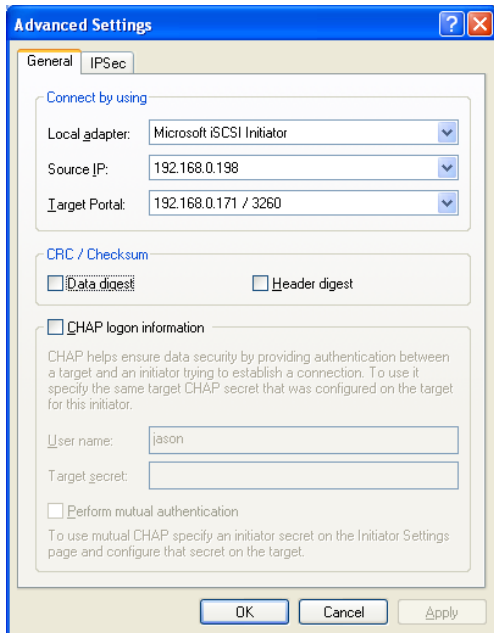 Advanced Settings
General IPSec
Connect by using
Local adapter: Microsoft iSCSI Initiator
Source IP: 192.168.0.198
Target Portal: 192.168.0.171 / 3260
CRC / Checksum
Data digest Header digest
CHAP logon information
CHAP helps ensure data security by providing authentication between
a target and an initiator trying to establish a connection. To use it
specify the same target CHAP secret that was configured on the target
for this initiator.
User name: jason
Target secret:
Perform mutual authentication
To use mutual CHAP specify an initiator secret on the Initiator Settings
page and configure that secret on the target.
OK Cancel Apply